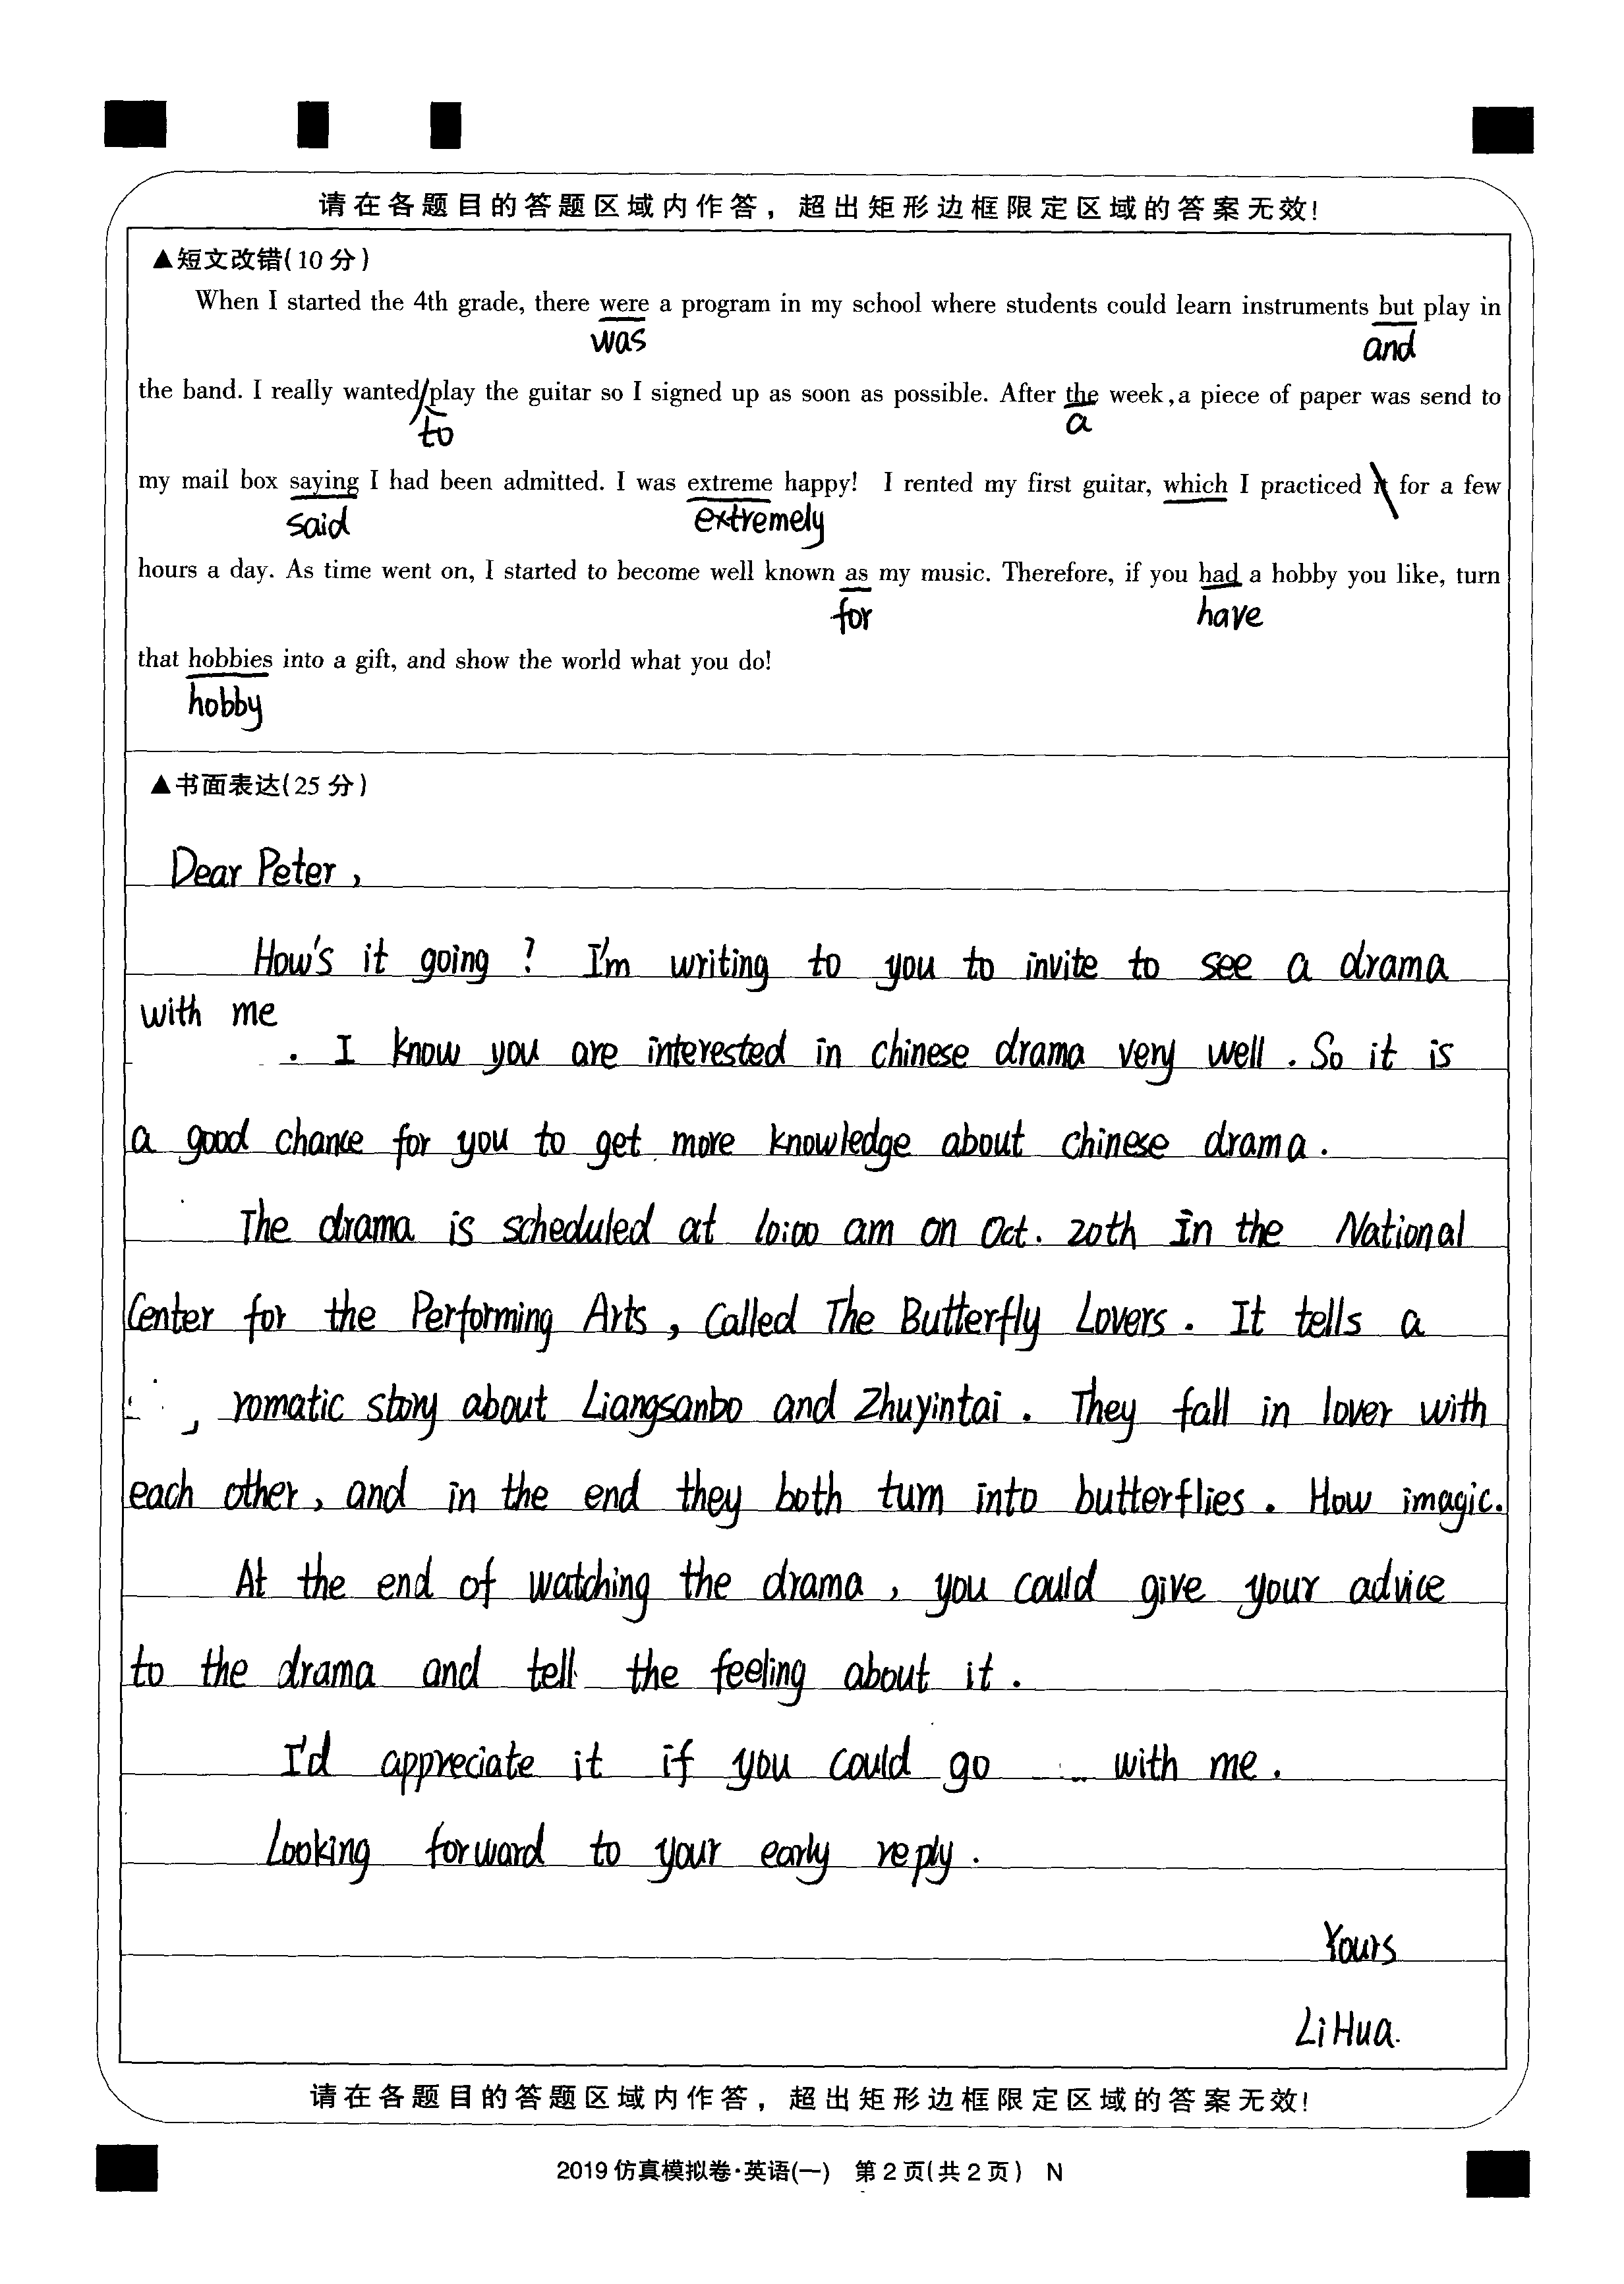 请在各题目的答题区域内作答，超出矩形边框限定区域的答案无效！
▲短文改错(10分)
When I started the 4th grade, there were a program in my school where students could learn instruments but play in
was and
the band. I really wanted play the guitar so I signed up as soon as possible. After the week,a piece of paper was send to
to a
my mail box saying I had been admitted. I was extreme happy! I rented my first guitar, which I practiced it for a few
said extremely
hours a day. As time went on, I started to become well known as my music. Therefore, if you had a hobby you like, turn
for have
that hobbies into a gift, and show the world what you do!
hobby
▲书面表达(25分)
Dear Peter,
How's it going? I'm writing to you to invite to see a drama
with me
. I know you are interested in chinese drama very well. So it is
a good chance for you to get more knowledge about chinese drama.
The drama is scheduled at 10:00 am on Oct. 20th In the National
Center for the Performing Arts, Called The Butterfly Lovers. It tells a
romatic story about Liangsanbo and Zhuyintai. They fall in lover with
each other, and in the end they both turn into butterflies. How imagic.
At the end of watching the drama, you could give your advice
to the drama and tell the feeling about it.
I'd appreciate it if you could go with me.
Looking forward to your early reply.
Yours
Li Hua.
请在各题目的答题区域内作答，超出矩形边框限定区域的答案无效！
2019仿真模拟卷·英语(一) 第2页(共2页) N